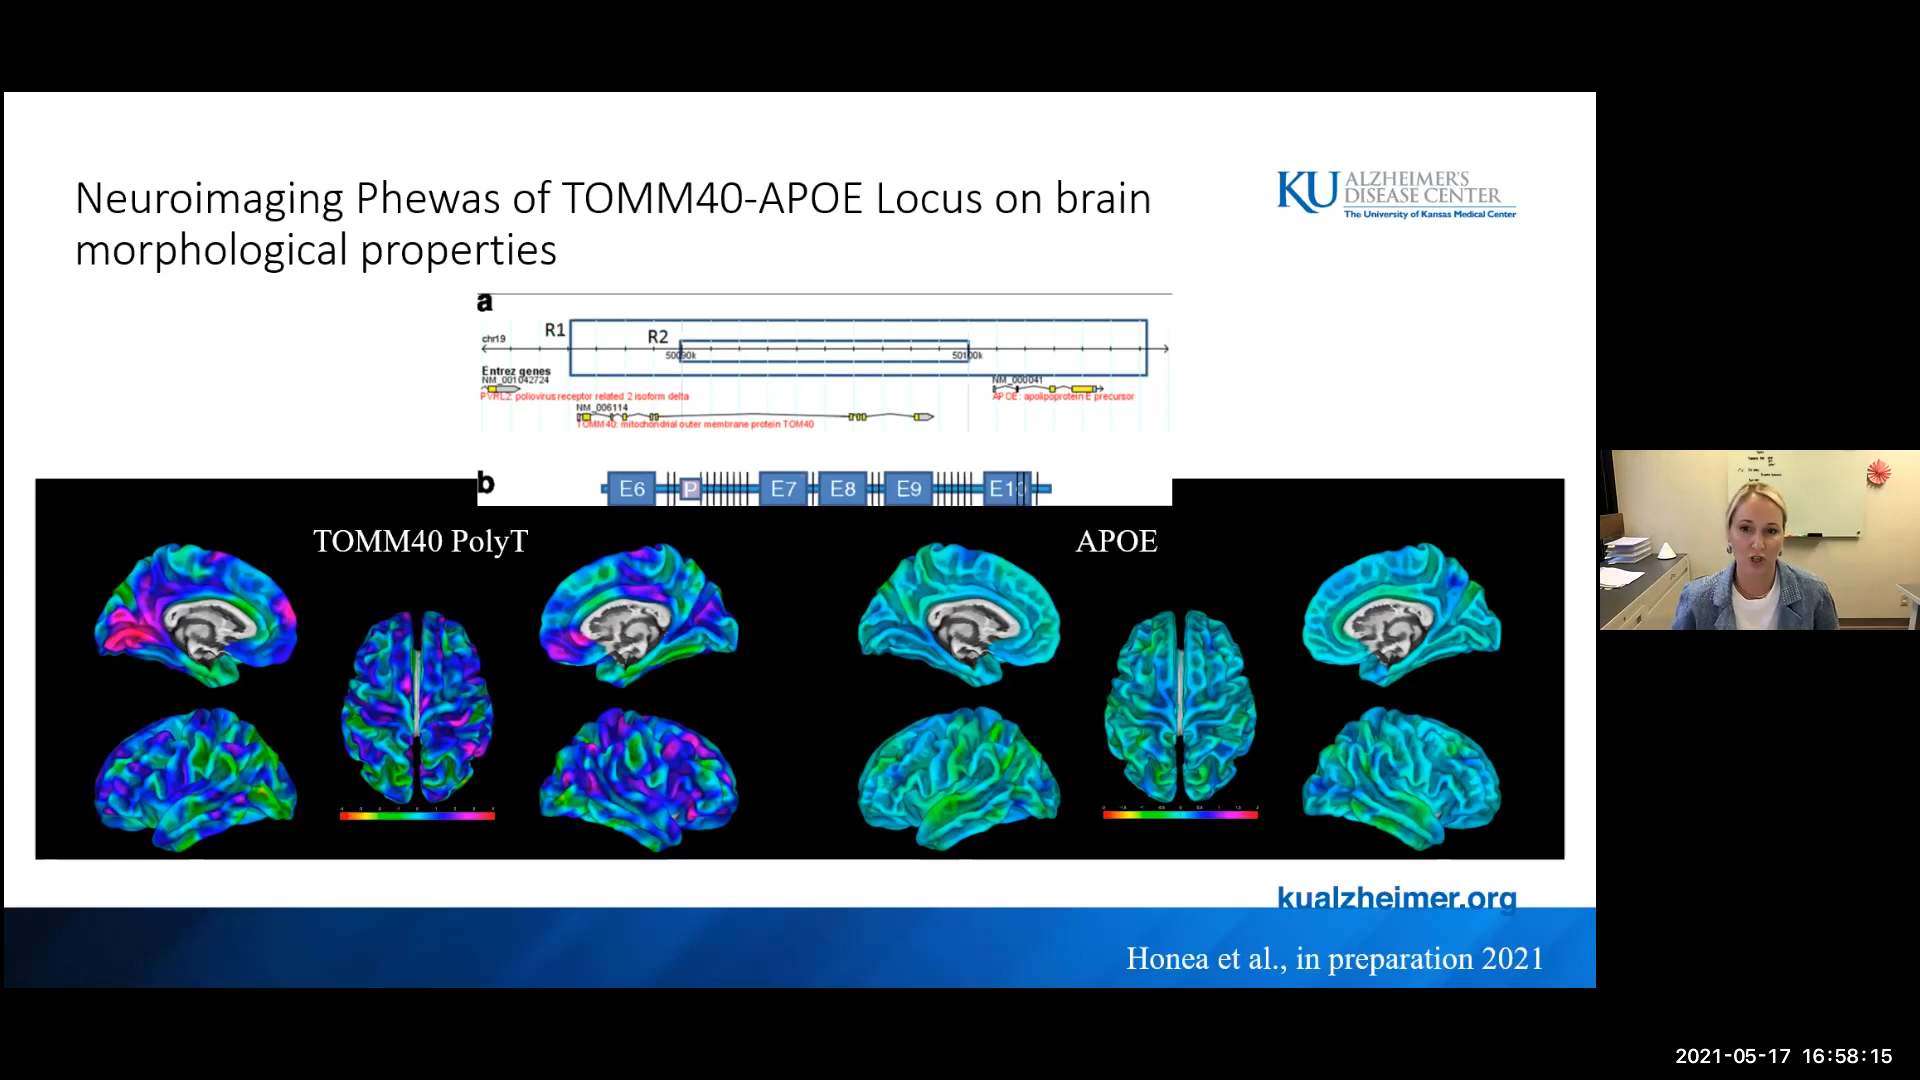 Neuroimaging Phewas of TOMM40-APOE Locus on brain
morphological properties
KU ALZHEIMER'S
DISEASE CENTER
The University of Kansas Medical Center
a
R1
R2
chr19
50090k
50100k
Entrez genes
NM_001042724
NM_000041
PVRL2: poliovirus receptor related 2 isoform delta
APOE: apolipoprotein E precursor
NM_006114
TOMM40: mitochondrial outer membrane protein TOM40
b
E6 P E7 E8 E9 E10
TOMM40 PolyT
APOE
kualzheimer.org
Honea et al., in preparation 2021
2021-05-17 16:58:15